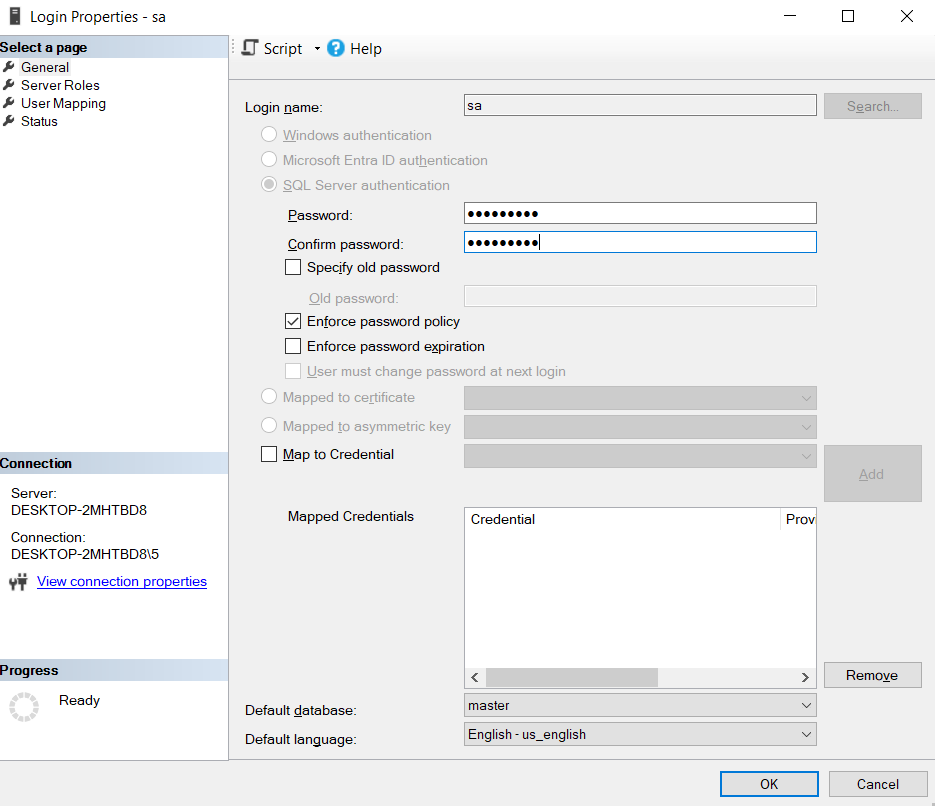 Login Properties - sa
Select a page
General
Server Roles
User Mapping
Status
Script
Help
Login name:
sa
Search...
Windows authentication
Microsoft Entra ID authentication
SQL Server authentication
Password:
●●●●●●●●●
Confirm password:
●●●●●●●●●
Specify old password
Old password:
Enforce password policy
Enforce password expiration
User must change password at next login
Mapped to certificate
Mapped to asymmetric key
Map to Credential
Add
Mapped Credentials
Credential
Prov
Remove
Default database:
master
Default language:
English - us_english
Connection
Server:
DESKTOP-2MHTBD8
Connection:
DESKTOP-2MHTBD8\5
View connection properties
Progress
Ready
OK
Cancel